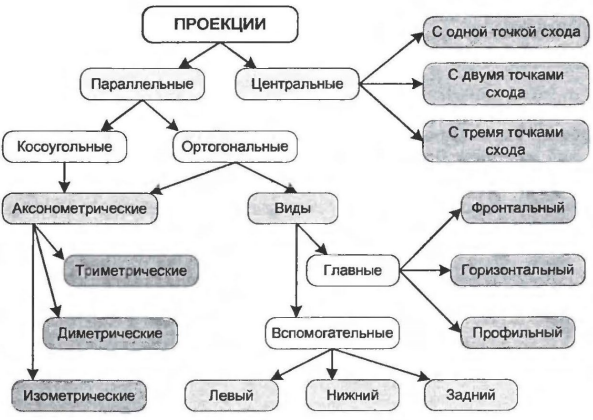 ПРОЕКЦИИ
С одной точкой схода
Параллельные
Центральные
С двумя точками
схода
С тремя точками
схода
Косоугольные
Ортогональные
Аксонометрические
Виды
Фронтальный
Триметрические
Главные
Горизонтальный
Диметрические
Вспомогательные
Профильный
Изометрические
Левый
Нижний
Задний